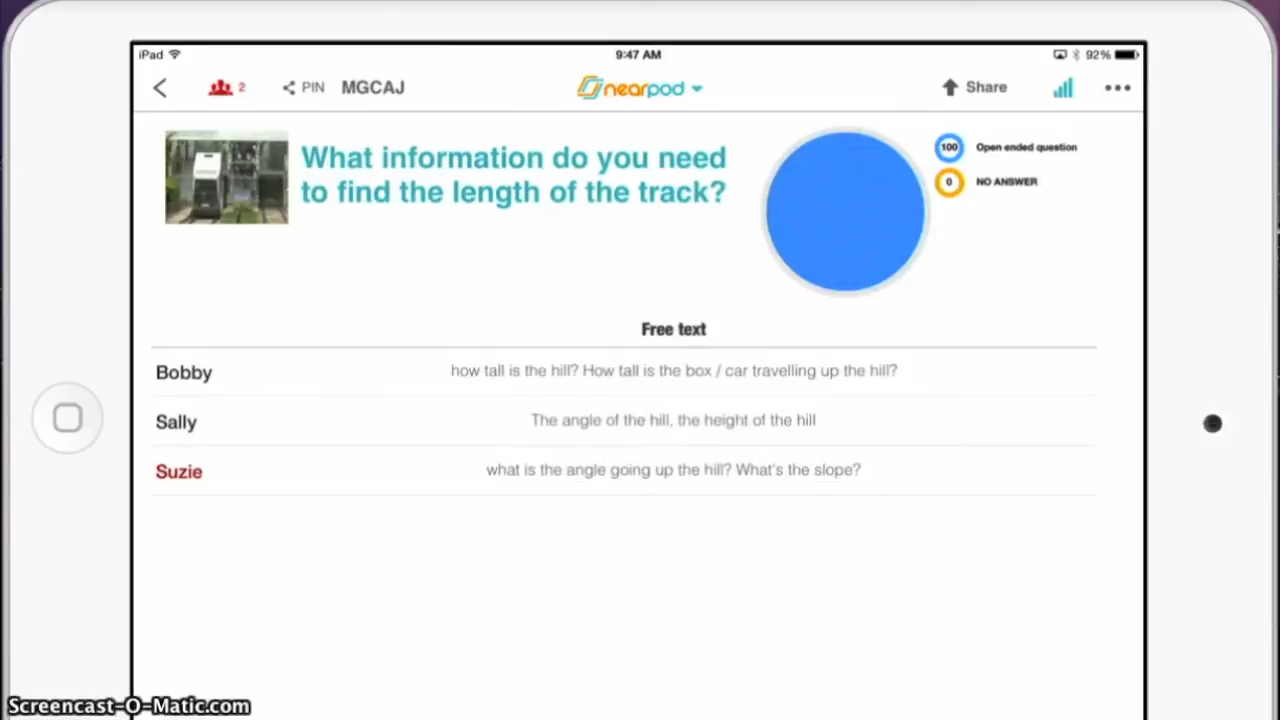 iPad
9:47 AM
92%
2
PIN MGCAJ
nearpod
Share
What information do you need
to find the length of the track?
100 Open ended question
0 NO ANSWER
Free text
Bobby how tall is the hill? How tall is the box / car travelling up the hill?
Sally The angle of the hill, the height of the hill
Suzie what is the angle going up the hill? What's the slope?
Screencast-O-Matic.com